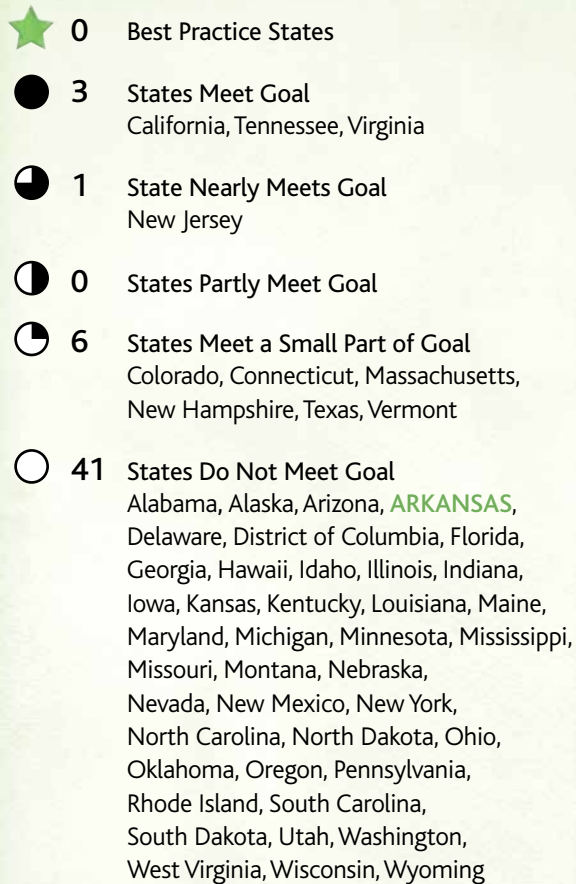 0 Best Practice States
3 States Meet Goal
California, Tennessee, Virginia
1 State Nearly Meets Goal
New Jersey
0 States Partly Meet Goal
6 States Meet a Small Part of Goal
Colorado, Connecticut, Massachusetts,
New Hampshire, Texas, Vermont
41 States Do Not Meet Goal
Alabama, Alaska, Arizona, ARKANSAS,
Delaware, District of Columbia, Florida,
Georgia, Hawaii, Idaho, Illinois, Indiana,
Iowa, Kansas, Kentucky, Louisiana, Maine,
Maryland, Michigan, Minnesota, Mississippi,
Missouri, Montana, Nebraska,
Nevada, New Mexico, New York,
North Carolina, North Dakota, Ohio,
Oklahoma, Oregon, Pennsylvania,
Rhode Island, South Carolina,
South Dakota, Utah, Washington,
West Virginia, Wisconsin, Wyoming